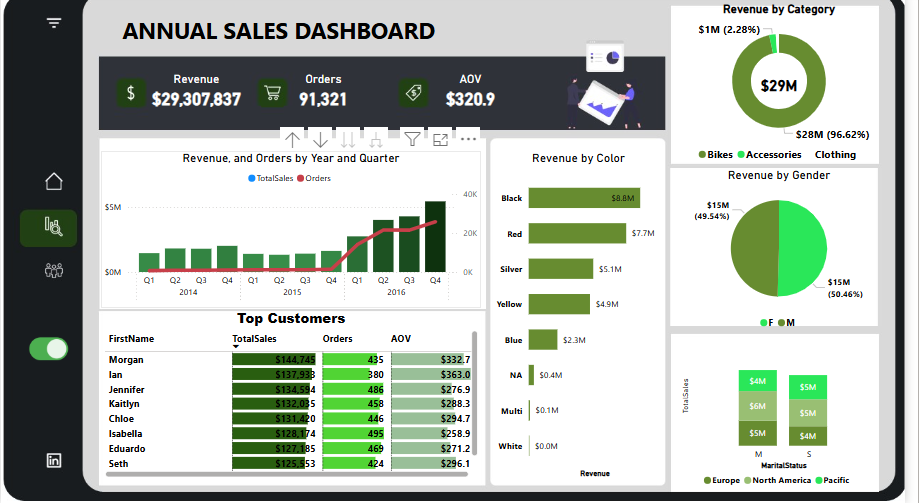 ANNUAL SALES DASHBOARD
Revenue
$29,307,837
Orders
91,321
AOV
$320.9
Revenue, and Orders by Year and Quarter
TotalSales Orders
$5M
$0M
40K
20K
0K
Q1 Q2 Q3 Q4 Q1 Q2 Q3 Q4 Q1 Q2 Q3 Q4
2014 2015 2016
Top Customers
FirstName TotalSales Orders AOV
Morgan $144,745 435 $332.7
Ian $137,933 380 $363.0
Jennifer $134,594 486 $276.9
Kaitlyn $132,035 458 $288.3
Chloe $131,420 446 $294.7
Isabella $128,174 495 $258.9
Eduardo $127,185 469 $271.2
Seth $125,553 424 $296.1
Revenue by Color
Black $8.8M
Red $7.7M
Silver $5.1M
Yellow $4.9M
Blue $2.3M
NA $0.4M
Multi $0.1M
White $0.0M
Revenue
Revenue by Category
$1M (2.28%)
$29M
$28M (96.62%)
Bikes Accessories Clothing
Revenue by Gender
$15M
(49.54%)
$15M
(50.46%)
F M
TotalSales
$4M $5M
$6M $5M
$5M $4M
M S
MaritalStatus
Europe North America Pacific
in